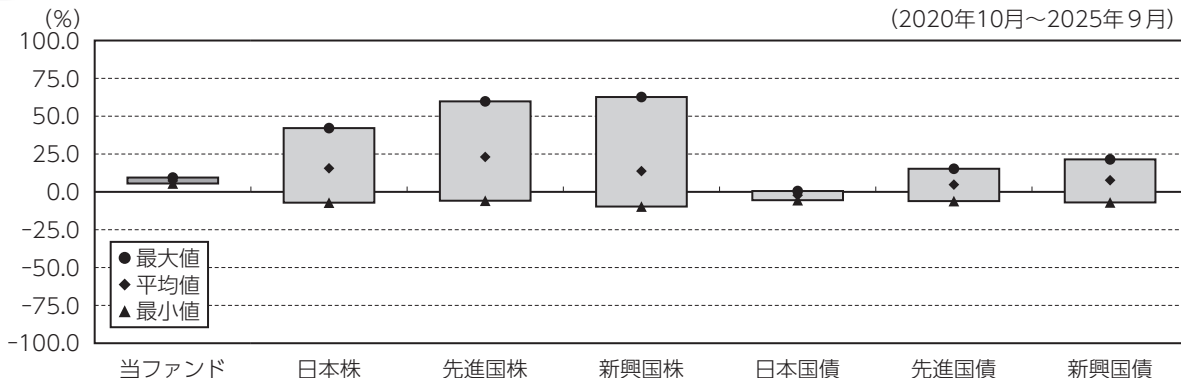 (%)
(2020年10月～2025年９月)
100.0
75.0
50.0
25.0
0.0
-25.0
-50.0
-75.0
-100.0
●最大値
◆平均値
▲最小値
当ファンド 日本株 先進国株 新興国株 日本国債 先進国債 新興国債